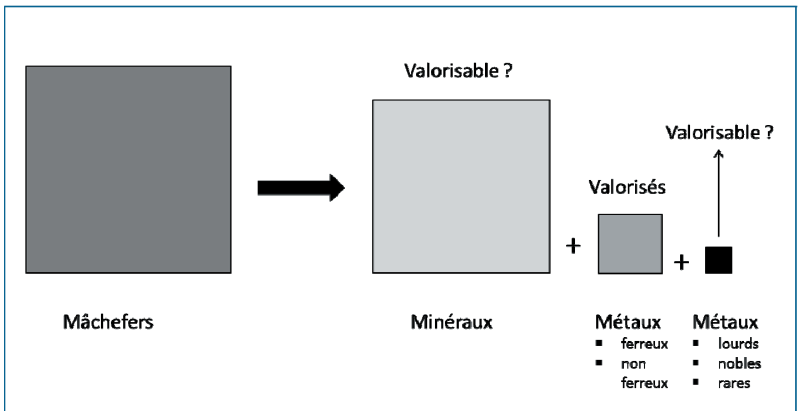 Valorisable ?
Valorisable ?
Valorisés
+
+
Mâchefers
Minéraux
Métaux
▪ ferreux
▪ non
ferreux
Métaux
▪ lourds
▪ nobles
▪ rares